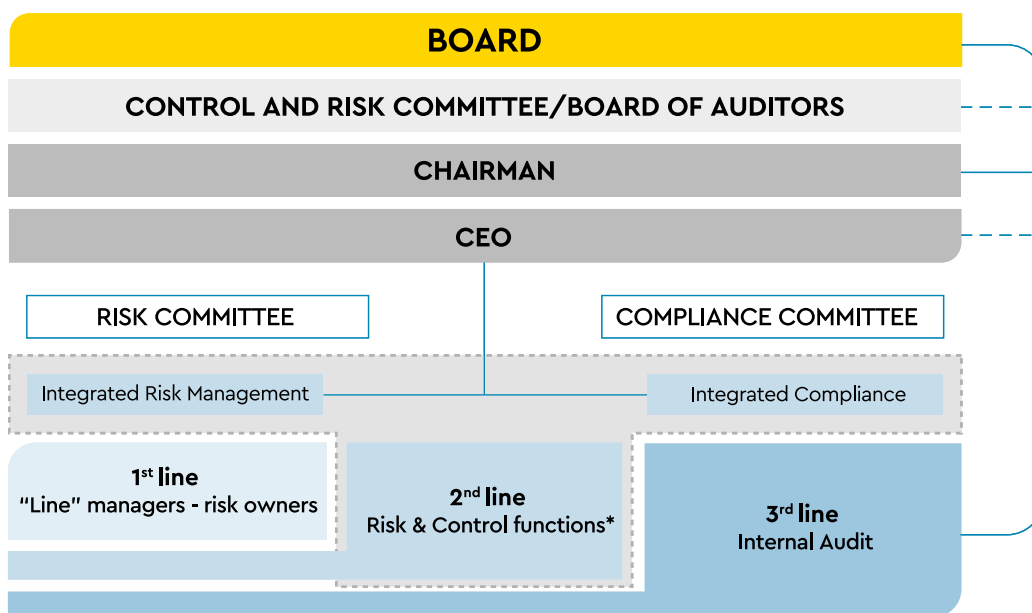 BOARD
CONTROL AND RISK COMMITTEE/BOARD OF AUDITORS
CHAIRMAN
CEO
RISK COMMITTEE
COMPLIANCE COMMITTEE
Integrated Risk Management
Integrated Compliance
1st line
“Line” managers - risk owners
2nd line
Risk & Control functions*
3rd line
Internal Audit